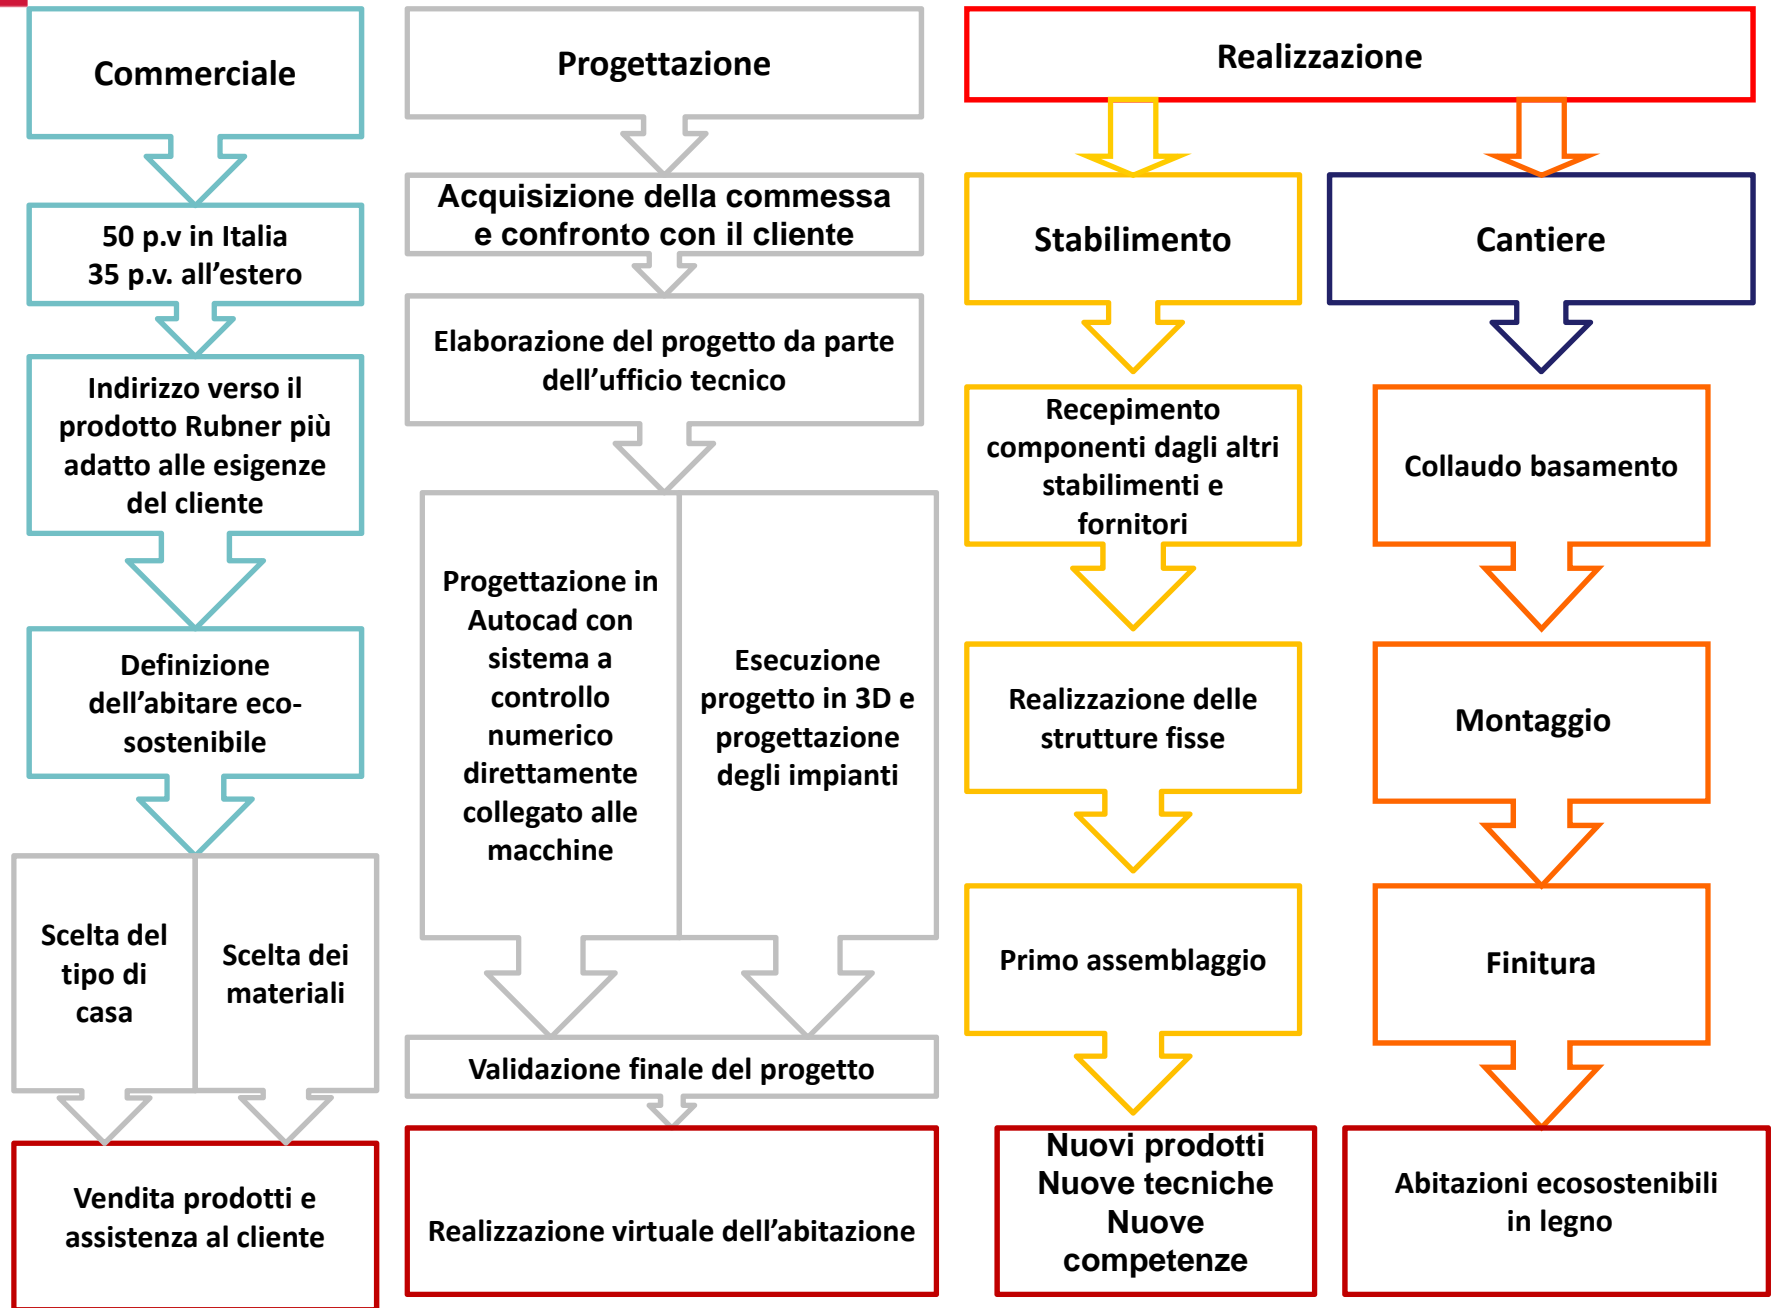 Commerciale
50 p.v in Italia
35 p.v. all’estero
Indirizzo verso il
prodotto Rubner più
adatto alle esigenze
del cliente
Definizione
dell’abitare eco-
sostenibile
Scelta del
tipo di
casa
Scelta dei
materiali
Vendita prodotti e
assistenza al cliente
Progettazione
Acquisizione della commessa
e confronto con il cliente
Elaborazione del progetto da parte
dell’ufficio tecnico
Progettazione in
Autocad con
sistema a
controllo
numerico
direttamente
collegato alle
macchine
Esecuzione
progetto in 3D e
progettazione
degli impianti
Validazione finale del progetto
Realizzazione virtuale dell’abitazione
Realizzazione
Stabilimento
Recepimento
componenti dagli altri
stabilimenti e
fornitori
Realizzazione delle
strutture fisse
Primo assemblaggio
Nuovi prodotti
Nuove tecniche
Nuove
competenze
Cantiere
Collaudo basamento
Montaggio
Finitura
Abitazioni ecosostenibili
in legno